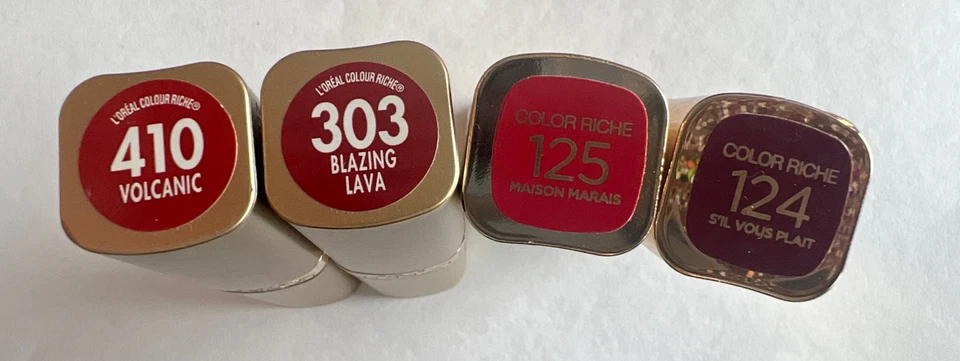 L'ORÉAL COLOUR RICHE®
410
VOLCANIC
L'ORÉAL COLOUR RICHE®
303
BLAZING
LAVA
COLOR RICHE
125
MAISON MARAIS
COLOR RICHE
124
S'IL VOUS PLAIT